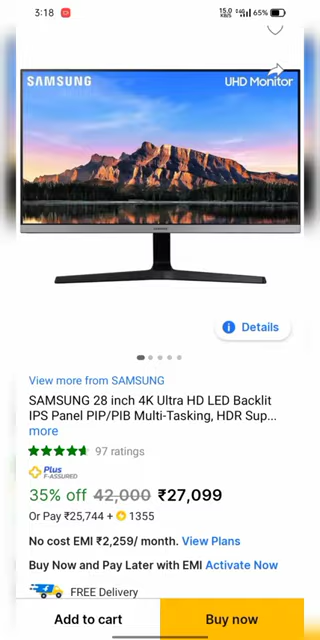 3:18
15.0
KB/S
65%
SAMSUNG
UHD Monitor
Details
View more from SAMSUNG
SAMSUNG 28 inch 4K Ultra HD LED Backlit
IPS Panel PIP/PIB Multi-Tasking, HDR Sup...
more
97 ratings
Plus
F-ASSURED
35% off 42,000 ₹27,099
Or Pay ₹25,744 + 1355
No cost EMI ₹2,259/ month. View Plans
Buy Now and Pay Later with EMI Activate Now
FREE Delivery
Add to cart
Buy now